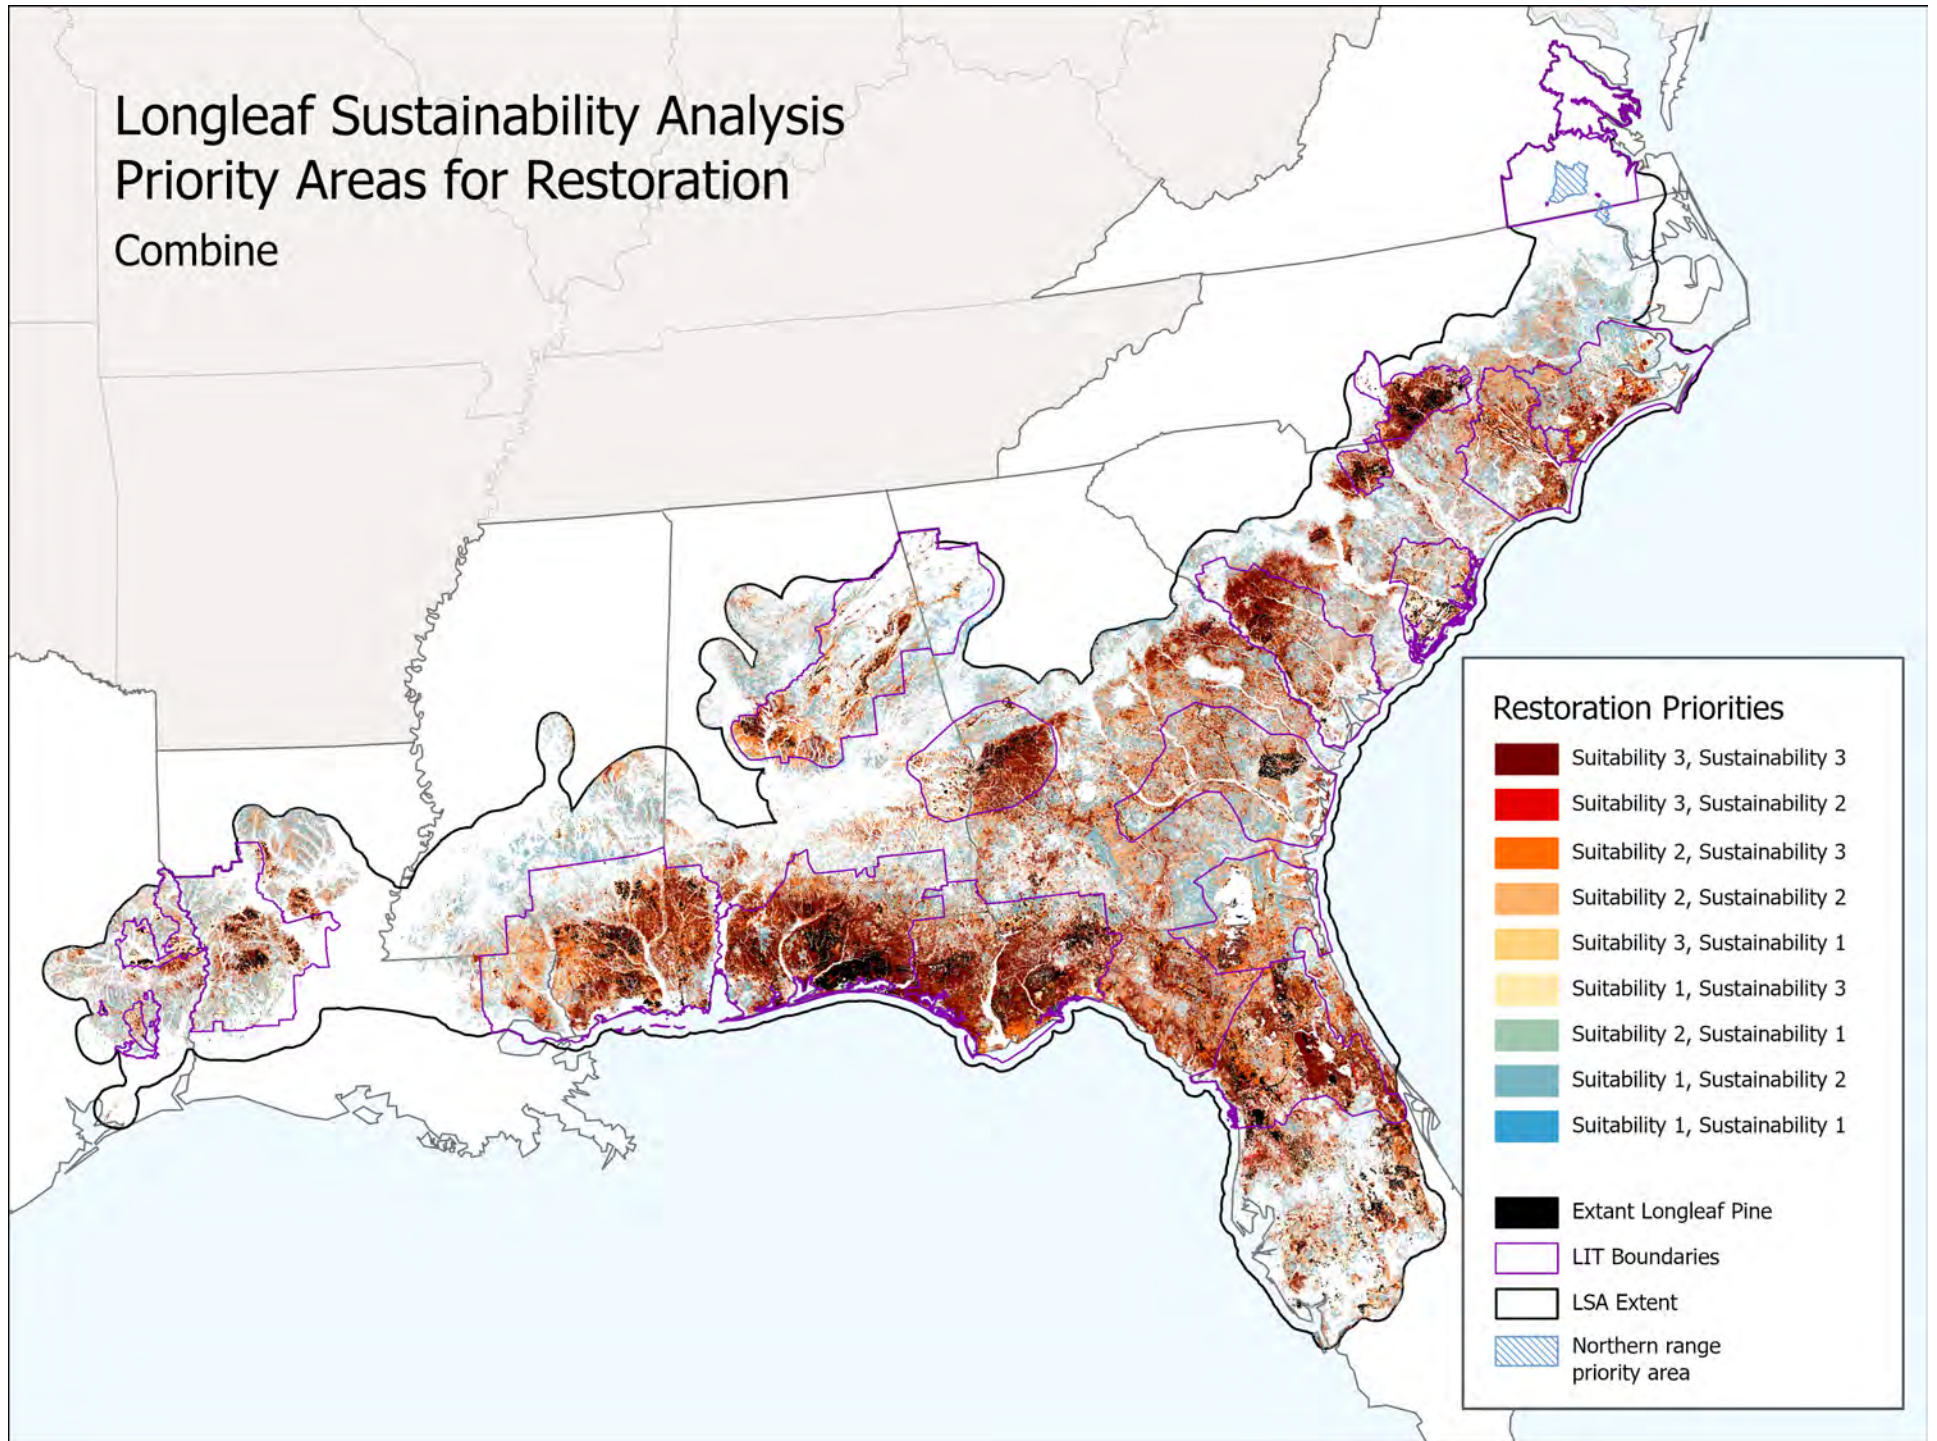 Longleaf Sustainability Analysis
Priority Areas for Restoration
Combine
Restoration Priorities
Suitability 3, Sustainability 3
Suitability 3, Sustainability 2
Suitability 2, Sustainability 3
Suitability 2, Sustainability 2
Suitability 3, Sustainability 1
Suitability 1, Sustainability 3
Suitability 2, Sustainability 1
Suitability 1, Sustainability 2
Suitability 1, Sustainability 1
Extant Longleaf Pine
LIT Boundaries
LSA Extent
Northern range
priority area